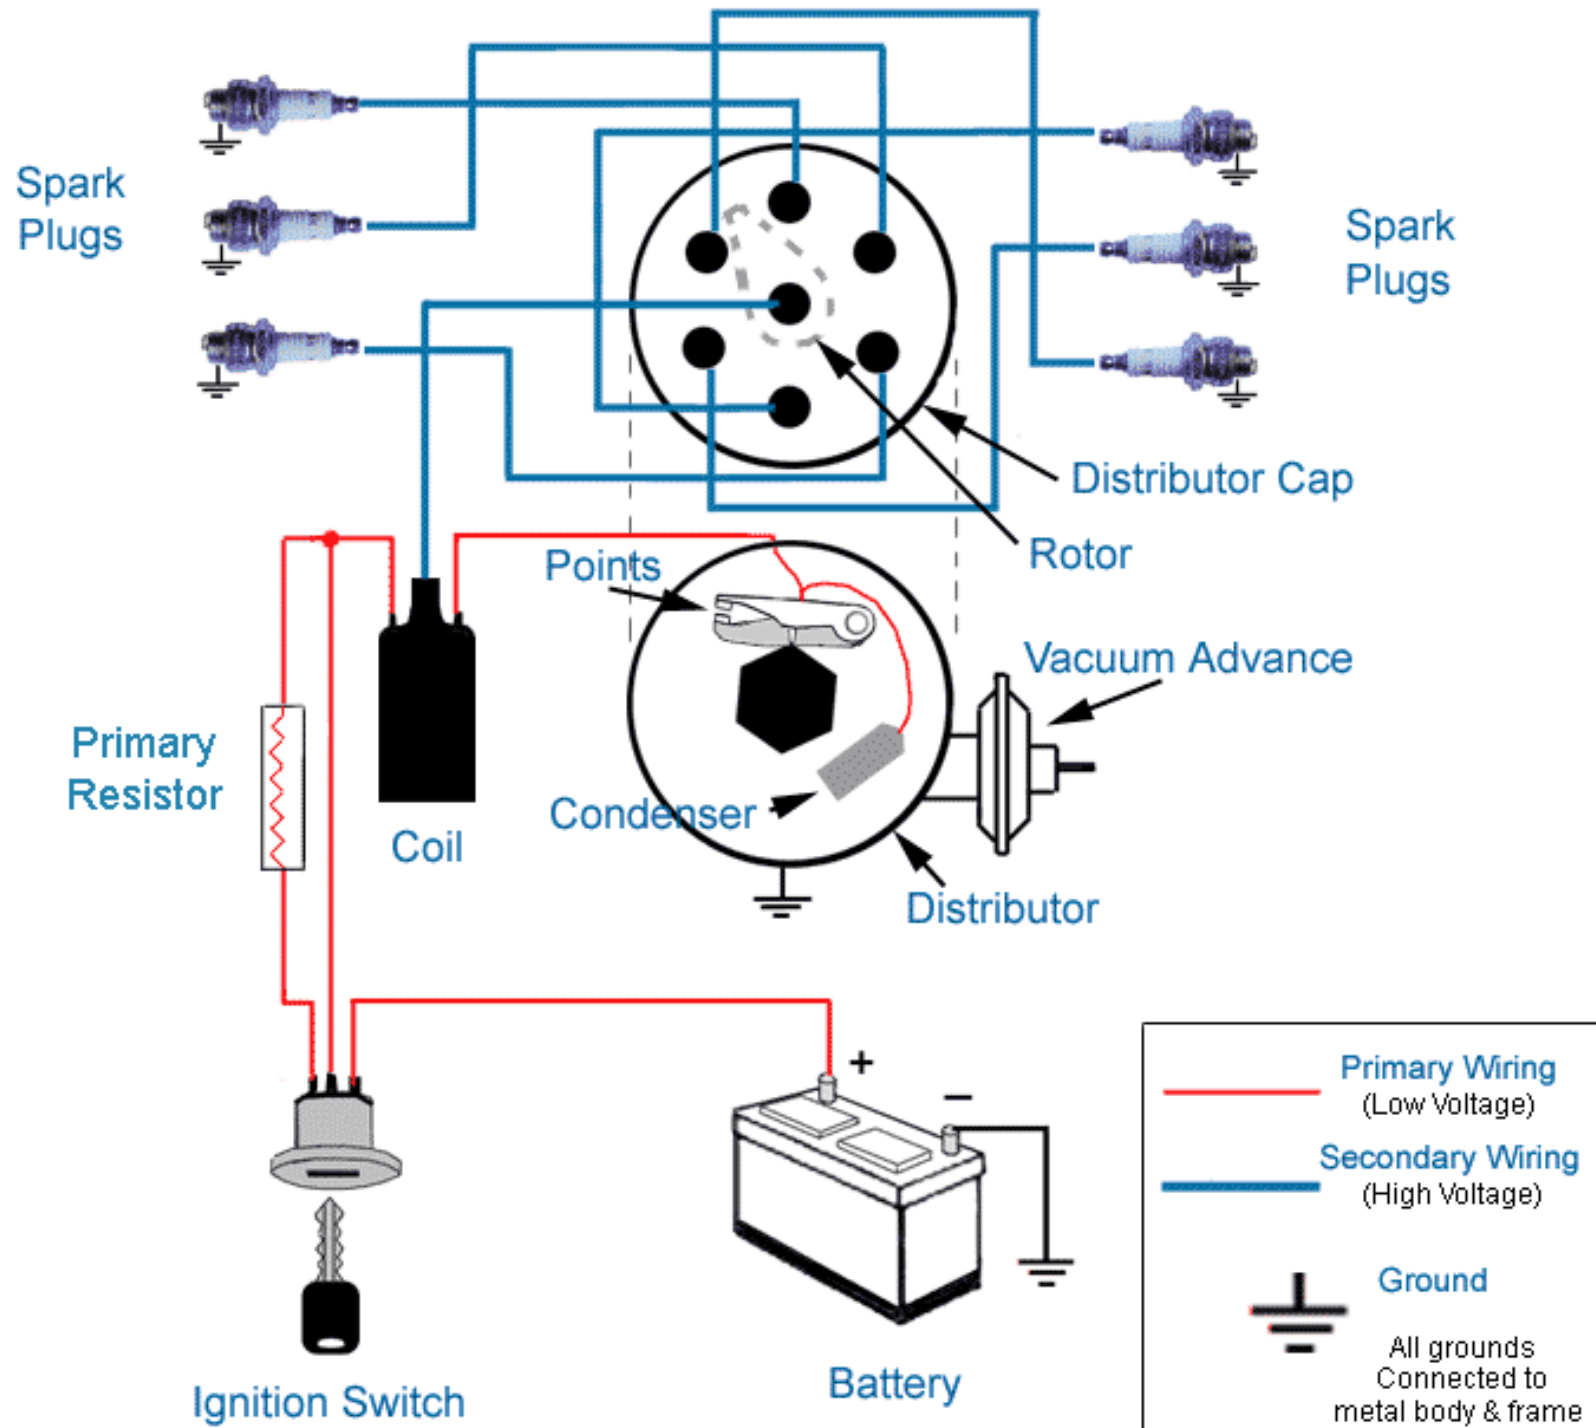 Spark
Plugs
Spark
Plugs
Distributor Cap
Rotor
Points
Vacuum Advance
Primary
Resistor
Coil
Condenser
Distributor
+
−
Primary Wiring
(Low Voltage)
Secondary Wiring
(High Voltage)
Ground
All grounds
Connected to
metal body & frame
Battery
Ignition Switch